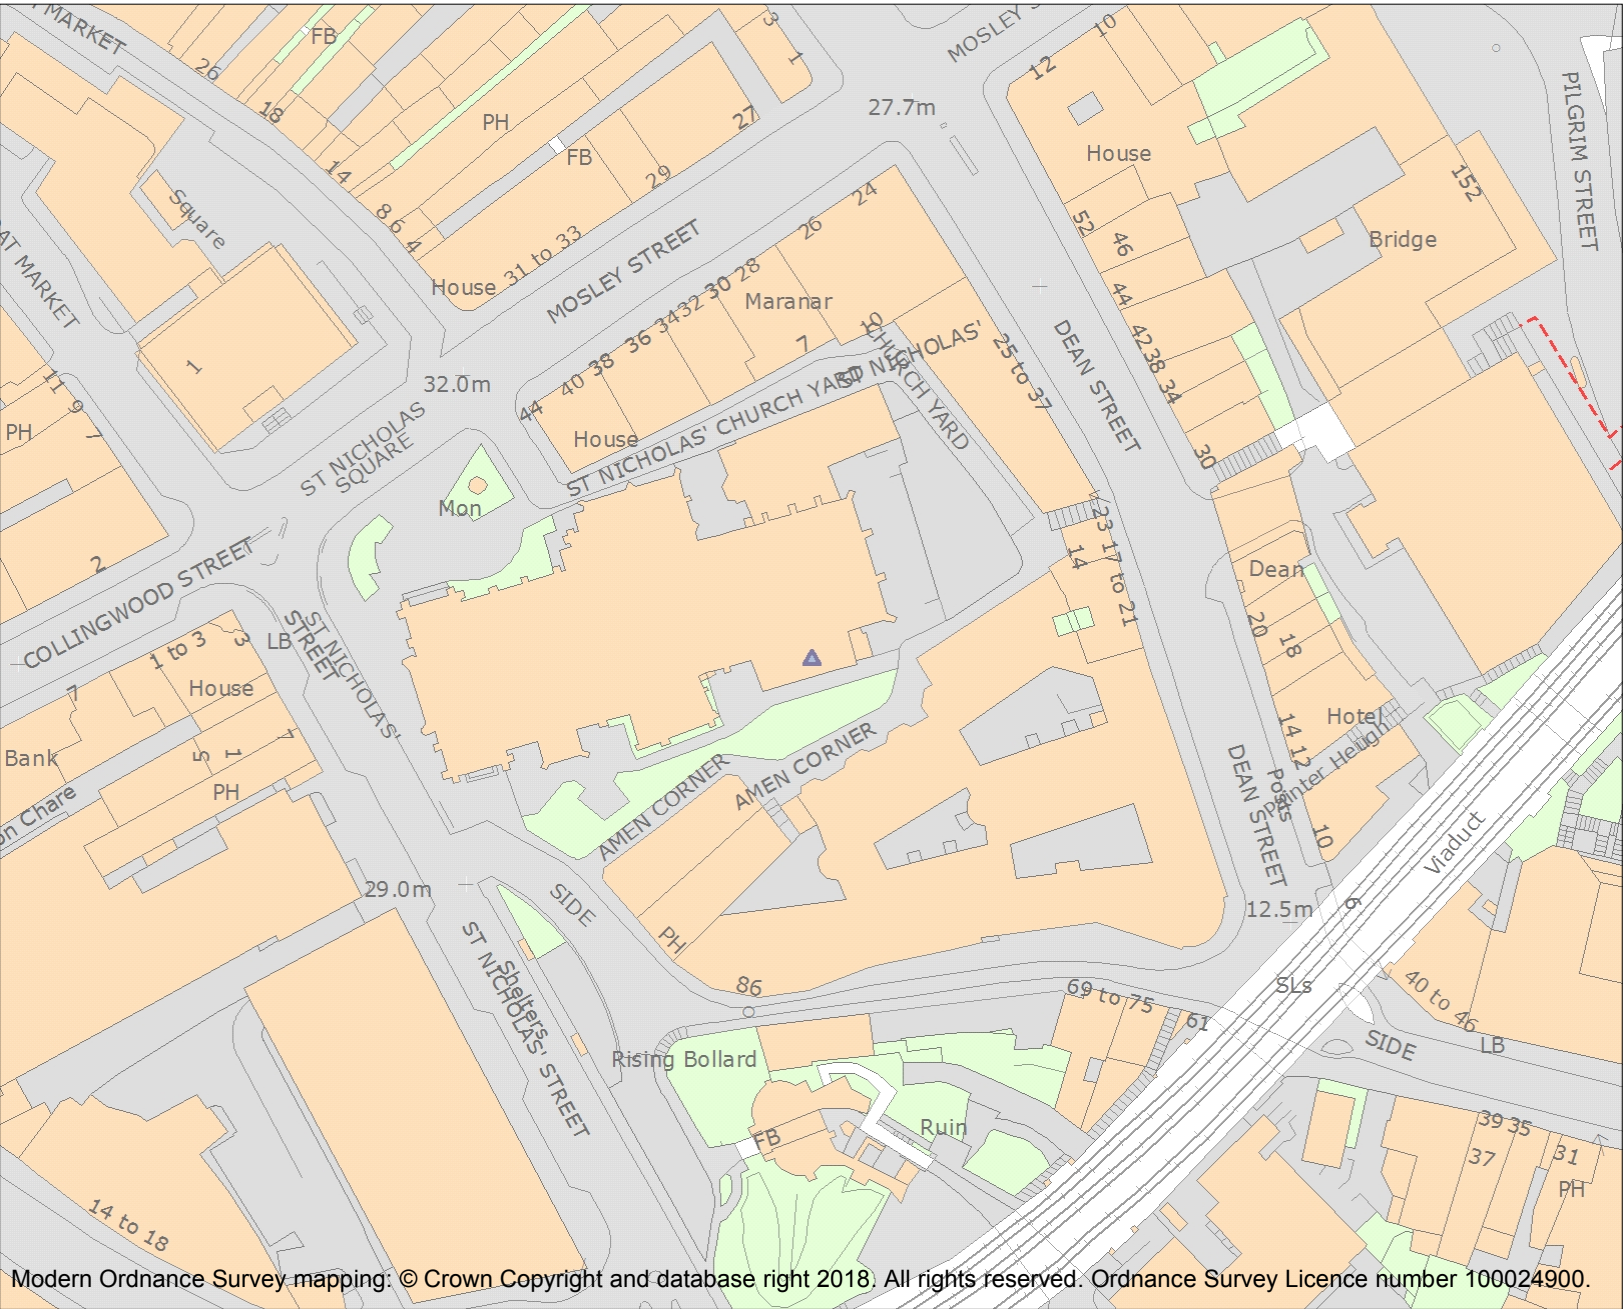 MARKET
FB
3
1
MOSLEY S
10
12
26
18
PH
27
27.7m
PILGRIM STREET
FB
House
14
29
24
152
Square
8
6
4
26
52
46
Bridge
AT MARKET
31 to 33
MOSLEY STREET
House
28
30
32
34
36
38
40
44
Maranar
44
10
7
CHURCH YARD
ST NICHOLAS'
25 to 37
DEAN STREET
42
38
34
1
32.0m
11
9
7
PH
ST NICHOLAS
SQUARE
House
ST NICHOLAS' CHURCH YARD
30
Mon
23
17 to 21
14
2
Dean
COLLINGWOOD STREET
LB
ST NICHOLAS'
STREET
1 to 3
3
20
18
House
7
Hotel
14
12
Painter Heugh
Bank
5
1
7
PH
AMEN CORNER
AMEN CORNER
DEAN STREET
Posts
10
on Chare
Viaduct
29.0m
SIDE
12.5m
6
PH
ST NICHOLAS' STREET
Shelters
86
69 to 75
61
SLs
40 to 46
SIDE
LB
Rising Bollard
Ruin
FB
39
35
37
31
PH
14 to 18
Modern Ordnance Survey mapping: © Crown Copyright and database right 2018. All rights reserved. Ordnance Survey Licence number 100024900.